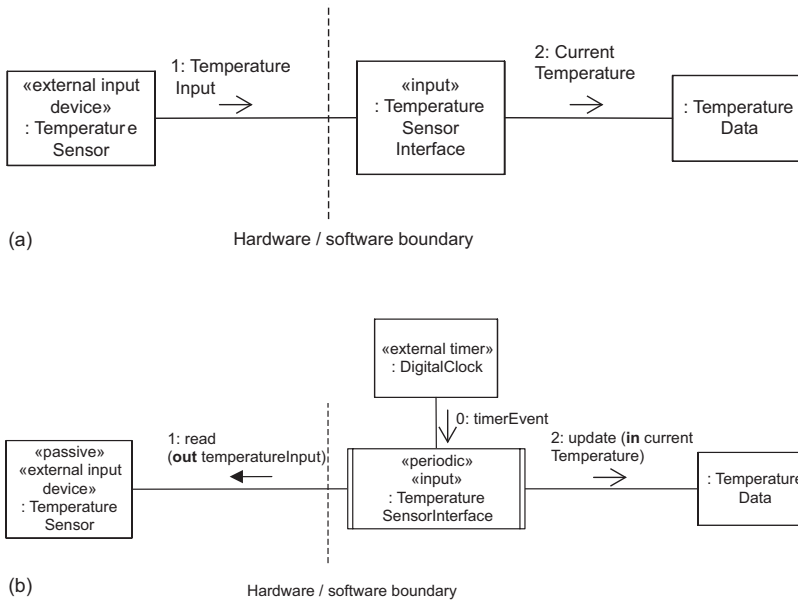 1: Temperature
Input
2: Current
Temperature
«external input
device»
: Temperature
Sensor
«input»
: Temperature
Sensor
Interface
: Temperature
Data
(a)
Hardware / software boundary
«external timer»
: DigitalClock
0: timerEvent
1: read
(out temperatureInput)
2: update (in current
Temperature)
«passive»
«external input
device»
: Temperature
Sensor
«periodic»
«input»
: Temperature
SensorInterface
: Temperature
Data
(b)
Hardware / software boundary